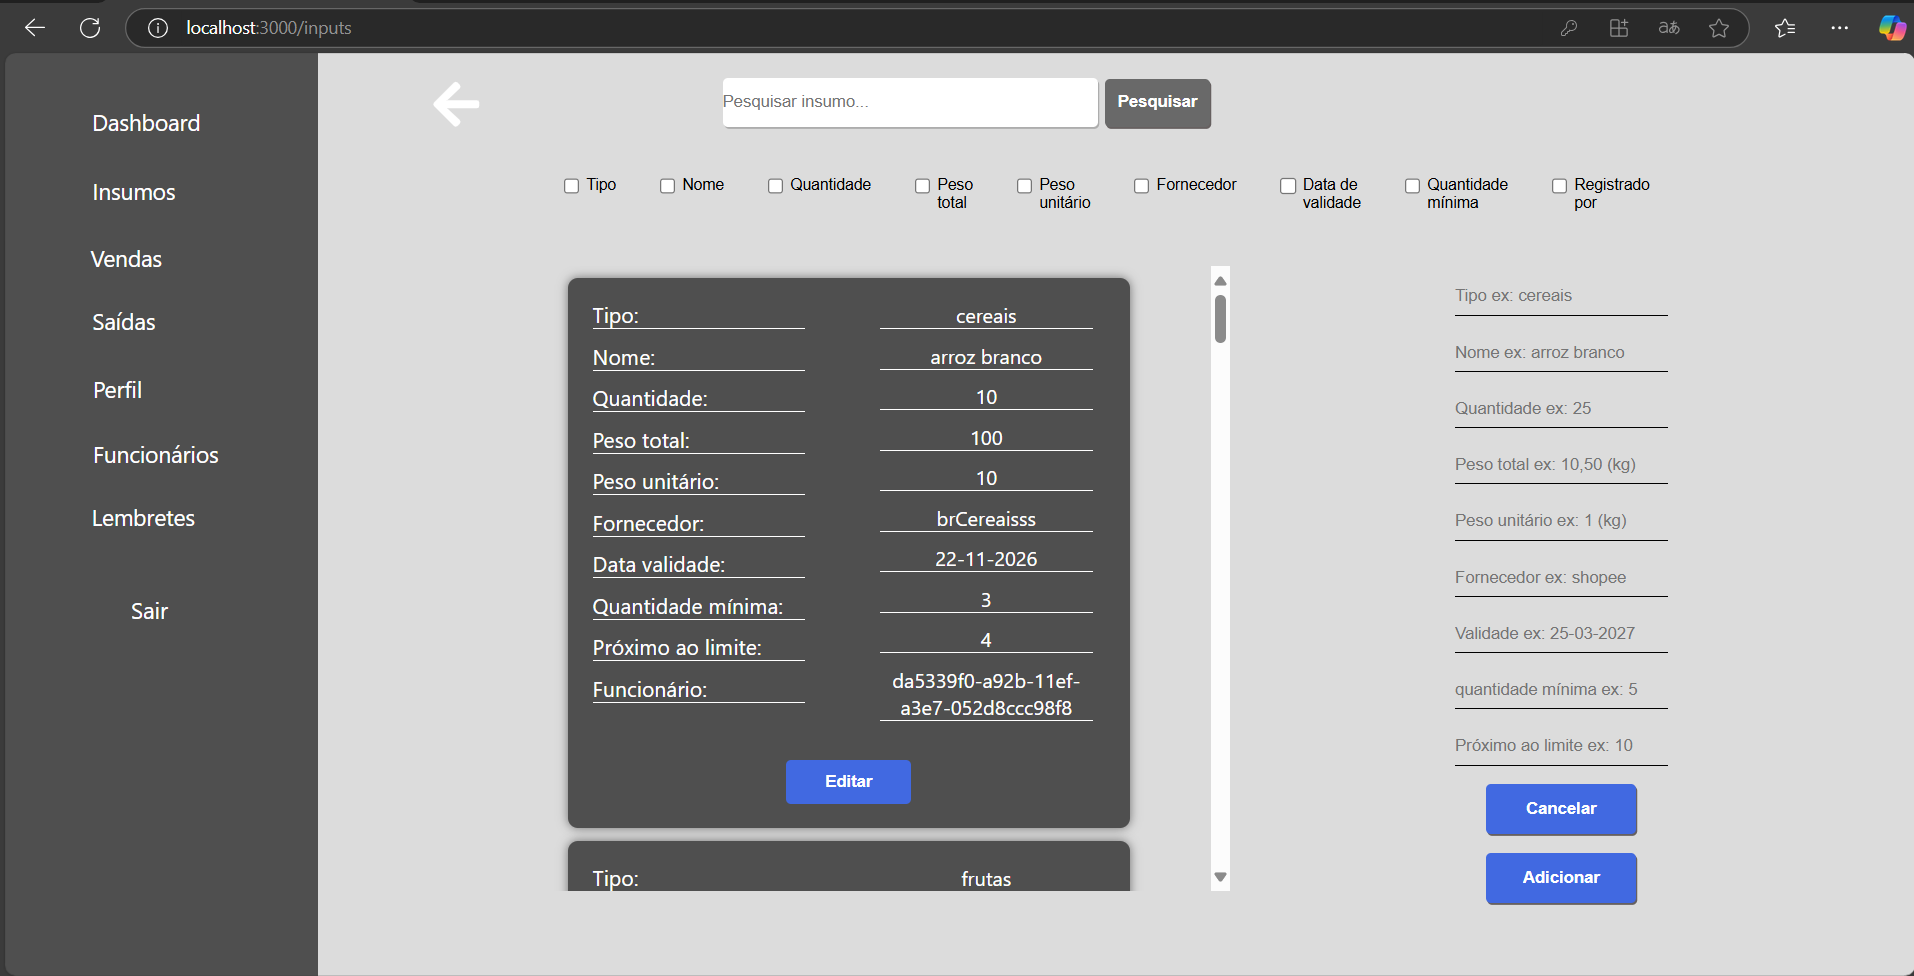 localhost:3000/inputs
Dashboard
Insumos
Vendas
Saídas
Perfil
Funcionários
Lembretes
Sair
Pesquisar insumo...
Pesquisar
Tipo
Nome
Quantidade
Peso
total
Peso
unitário
Fornecedor
Data de
validade
Quantidade
mínima
Registrado
por
Tipo: cereais
Nome: arroz branco
Quantidade: 10
Peso total: 100
Peso unitário: 10
Fornecedor: brCereaisss
Data validade: 22-11-2026
Quantidade mínima: 3
Próximo ao limite: 4
Funcionário: da5339f0-a92b-11ef-
a3e7-052d8ccc98f8
Editar
Tipo: frutas
Tipo ex: cereais
Nome ex: arroz branco
Quantidade ex: 25
Peso total ex: 10,50 (kg)
Peso unitário ex: 1 (kg)
Fornecedor ex: shopee
Validade ex: 25-03-2027
quantidade mínima ex: 5
Próximo ao limite ex: 10
Cancelar
Adicionar